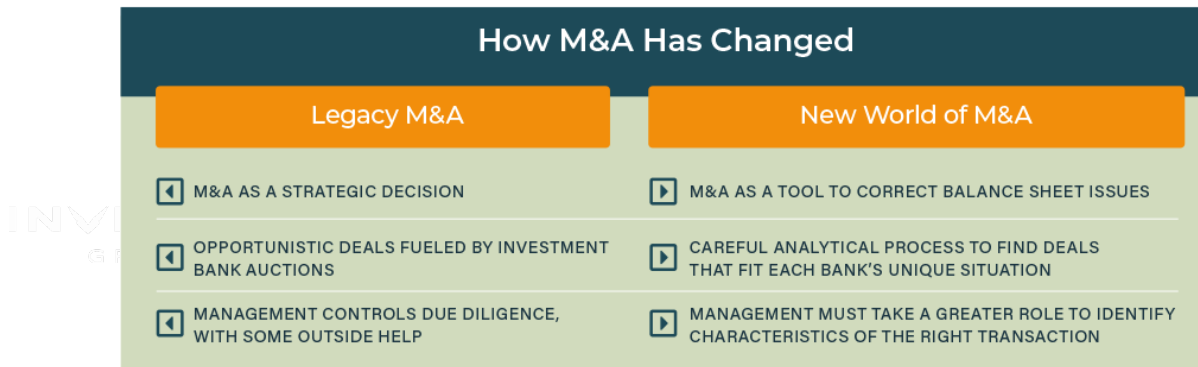 How M&A Has Changed
Legacy M&A
New World of M&A
M&A AS A STRATEGIC DECISION
M&A AS A TOOL TO CORRECT BALANCE SHEET ISSUES
OPPORTUNISTIC DEALS FUELED BY INVESTMENT
BANK AUCTIONS
CAREFUL ANALYTICAL PROCESS TO FIND DEALS
THAT FIT EACH BANK’S UNIQUE SITUATION
MANAGEMENT CONTROLS DUE DILIGENCE,
WITH SOME OUTSIDE HELP
MANAGEMENT MUST TAKE A GREATER ROLE TO IDENTIFY
CHARACTERISTICS OF THE RIGHT TRANSACTION